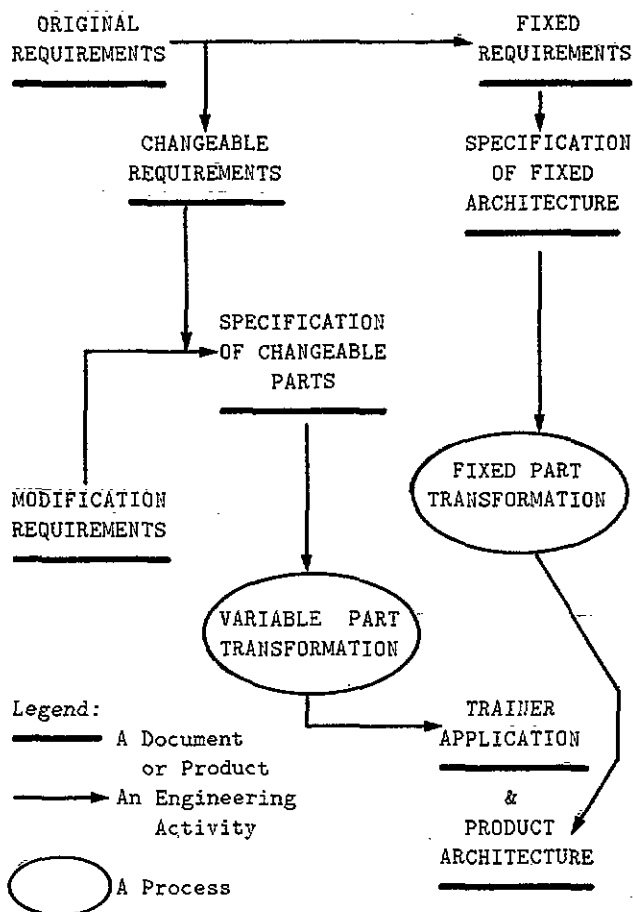 ORIGINAL
REQUIREMENTS
FIXED
REQUIREMENTS
CHANGEABLE
REQUIREMENTS
SPECIFICATION
OF FIXED
ARCHITECTURE
SPECIFICATION
OF CHANGEABLE
PARTS
MODIFICATION
REQUIREMENTS
FIXED PART
TRANSFORMATION
VARIABLE PART
TRANSFORMATION
TRAINER
APPLICATION
&
PRODUCT
ARCHITECTURE
Legend:
A Document
or Product
An Engineering
Activity
A Process